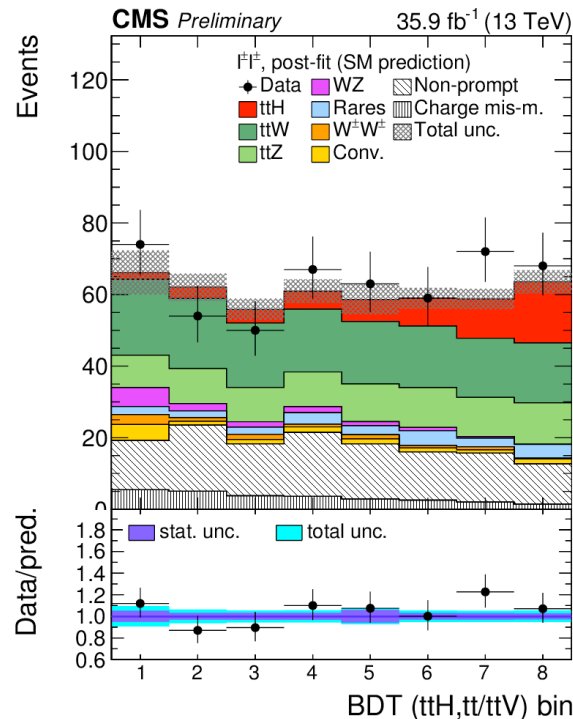 CMS Preliminary 35.9 fb⁻¹ (13 TeV)
l±l±, post-fit (SM prediction)
Data WZ Non-prompt
ttH Rares Charge mis-m.
ttW W±W± Total unc.
ttZ Conv.
Events
120
100
80
60
40
20
0
stat. unc. total unc.
Data/pred.
1.8
1.6
1.4
1.2
1.0
0.8
0.6
1 2 3 4 5 6 7 8
BDT (ttH,tt/ttV) bin